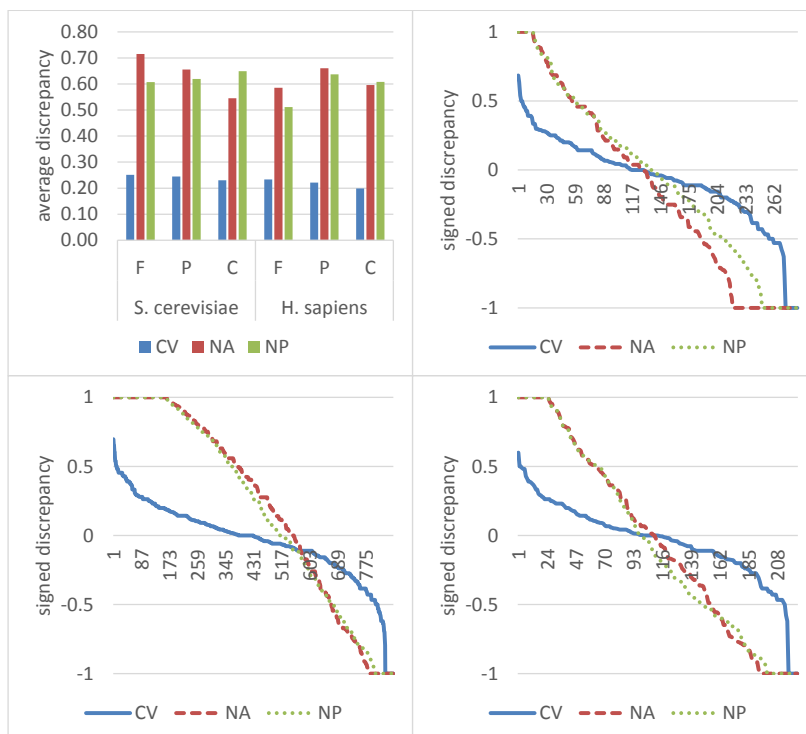 average discrepancy
0.80
0.70
0.60
0.50
0.40
0.30
0.20
0.10
0.00
F P C F P C
S. cerevisiae H. sapiens
CV NA NP
signed discrepancy
1
0.5
0
-0.5
-1
1 30 59 88 117 146 175 204 233 262
CV NA NP
signed discrepancy
1
0.5
0
-0.5
-1
1 87 173 259 345 431 517 603 689 775
CV NA NP
signed discrepancy
1
0.5
0
-0.5
-1
1 24 47 70 93 116 139 162 185 208
CV NA NP